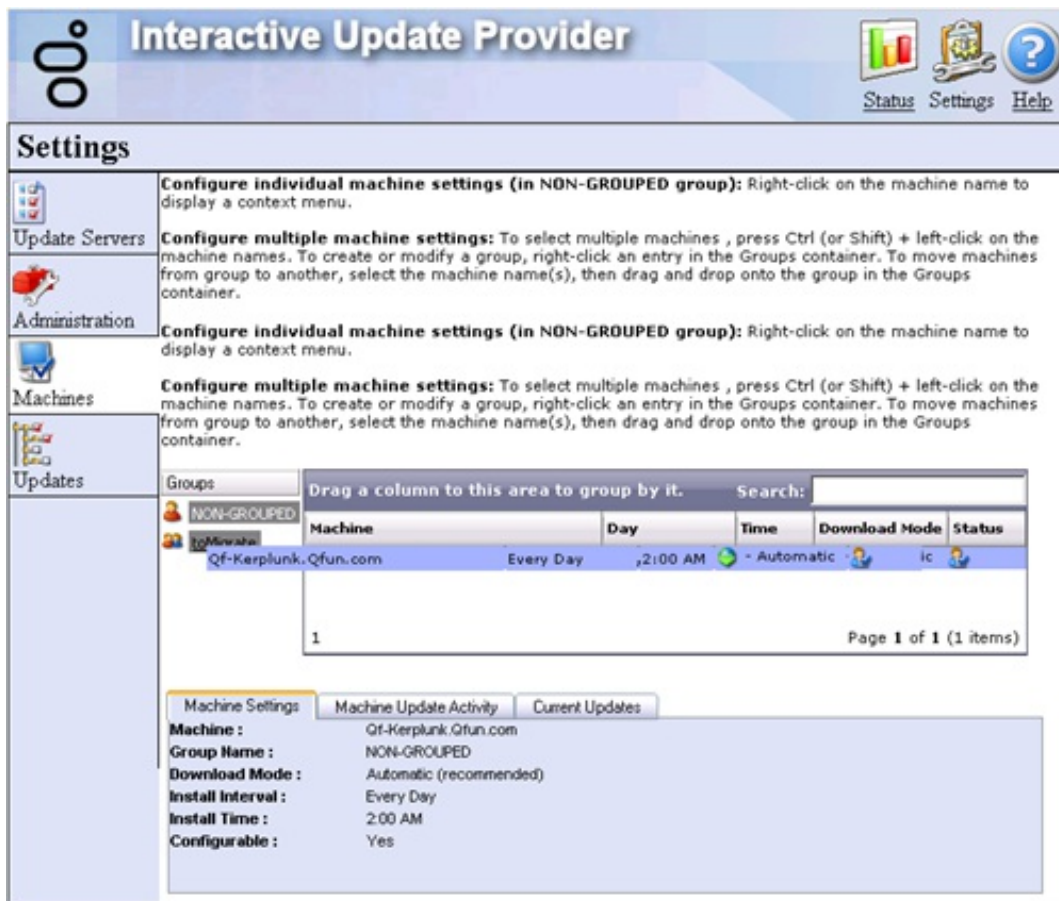 Interactive Update Provider
Status Settings Help
Settings
Update Servers
Administration
Machines
Updates
Configure individual machine settings (in NON-GROUPED group): Right-click on the machine name to
display a context menu.
Configure multiple machine settings: To select multiple machines , press Ctrl (or Shift) + left-click on the
machine names. To create or modify a group, right-click an entry in the Groups container. To move machines
from group to another, select the machine name(s), then drag and drop onto the group in the Groups
container.
Configure individual machine settings (in NON-GROUPED group): Right-click on the machine name to
display a context menu.
Configure multiple machine settings: To select multiple machines , press Ctrl (or Shift) + left-click on the
machine names. To create or modify a group, right-click an entry in the Groups container. To move machines
from group to another, select the machine name(s), then drag and drop onto the group in the Groups
container.
Groups
NON-GROUPED
toMigrate
Drag a column to this area to group by it. Search:
Machine Day Time Download Mode Status
Qf-Kerplunk.Qfun.com Every Day ,2:00 AM - Automatic - ic
1 Page 1 of 1 (1 items)
Machine Settings Machine Update Activity Current Updates
Machine : Qf-Kerplunk.Qfun.com
Group Name : NON-GROUPED
Download Mode : Automatic (recommended)
Install Interval : Every Day
Install Time : 2:00 AM
Configurable : Yes